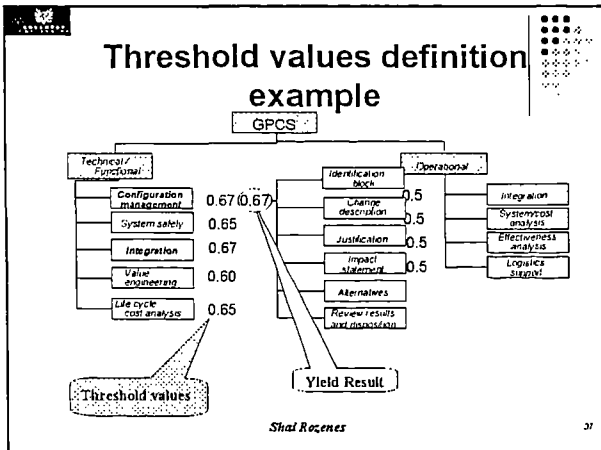 Threshold values definition
example
GPCS
Technical/
Functional
Configuration
management
0.67 (0.67)
System safety
0.65
Integration
0.67
Value
engineering
0.60
Life cycle
cost analysis
0.65
Identification
block
Change
description
Justification
Impact
statement
Alternatives
Review results
and disposition
Operational
0.5
Integration
0.5
System/cost
analysis
0.5
Effectiveness
analysis
0.5
Logistics
support
Threshold values
Yield Result
Shai Rozenes
37